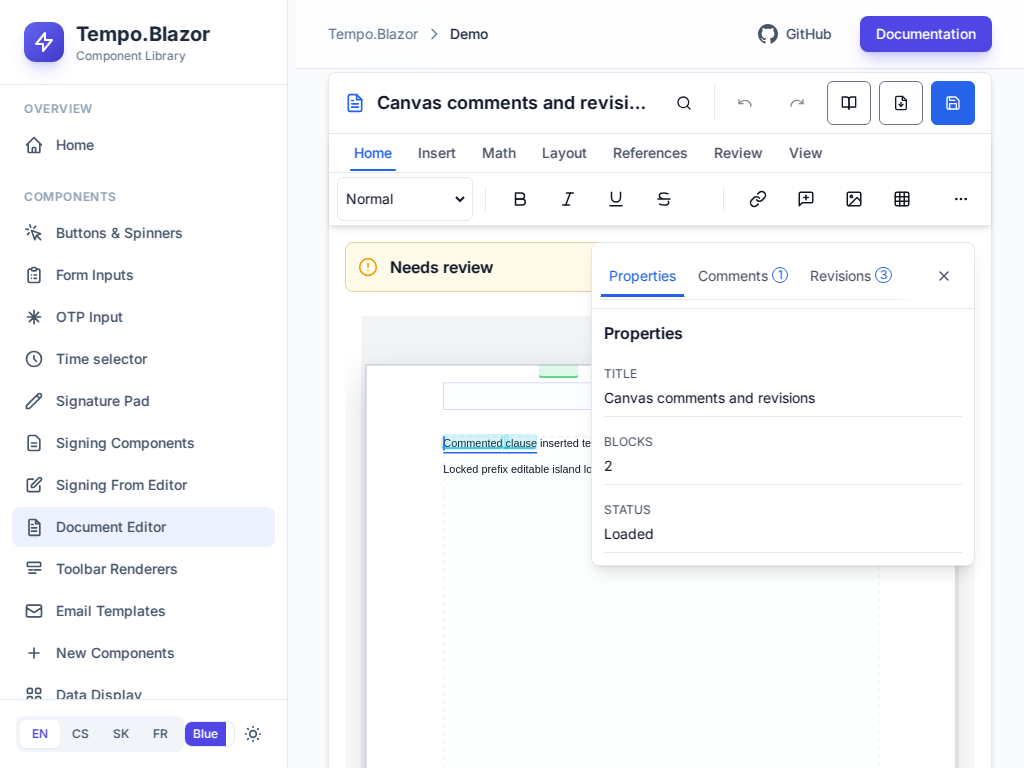 Tempo.Blazor
Component Library
OVERVIEW
Home
COMPONENTS
Buttons & Spinners
Form Inputs
OTP Input
Time selector
Signature Pad
Signing Components
Signing From Editor
Document Editor
Toolbar Renderers
Email Templates
New Components
Data Display
EN CS SK FR Blue
Tempo.Blazor > Demo
GitHub
Documentation
Canvas comments and revisi...
Home Insert Math Layout References Review View
Normal
Needs review
Commented clause inserted te
Locked prefix editable island lo
Properties Comments 1 Revisions 3
Properties
TITLE
Canvas comments and revisions
BLOCKS
2
STATUS
Loaded